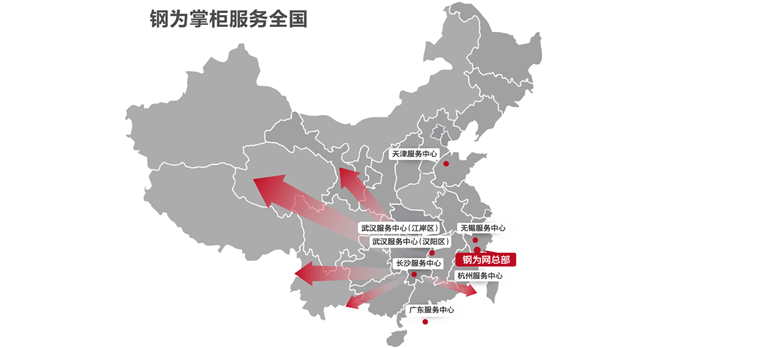 钢为掌柜服务全国
天津服务中心
武汉服务中心(江岸区)
无锡服务中心
武汉服务中心(汉阳区)
钢为网总部
长沙服务中心
杭州服务中心
广东服务中心